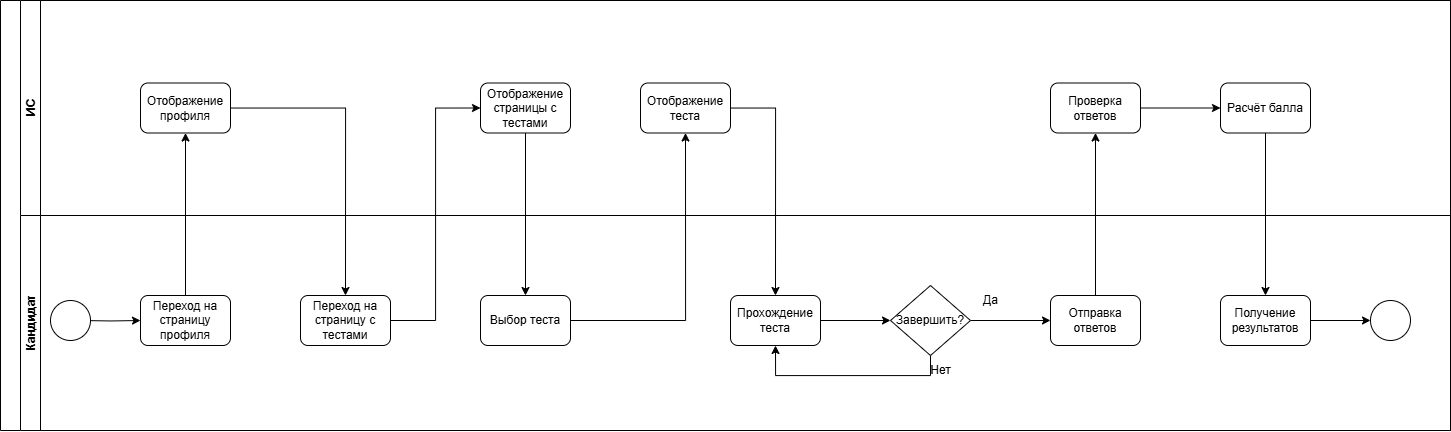 ИС
Отображение
профиля
Отображение
страницы с
тестами
Отображение
теста
Проверка
ответов
Расчёт балла
Кандидат
Переход на
страницу
профиля
Переход на
страницу с
тестами
Выбор теста
Прохождение
теста
Завершить?
Да
Нет
Отправка
ответов
Получение
результатов